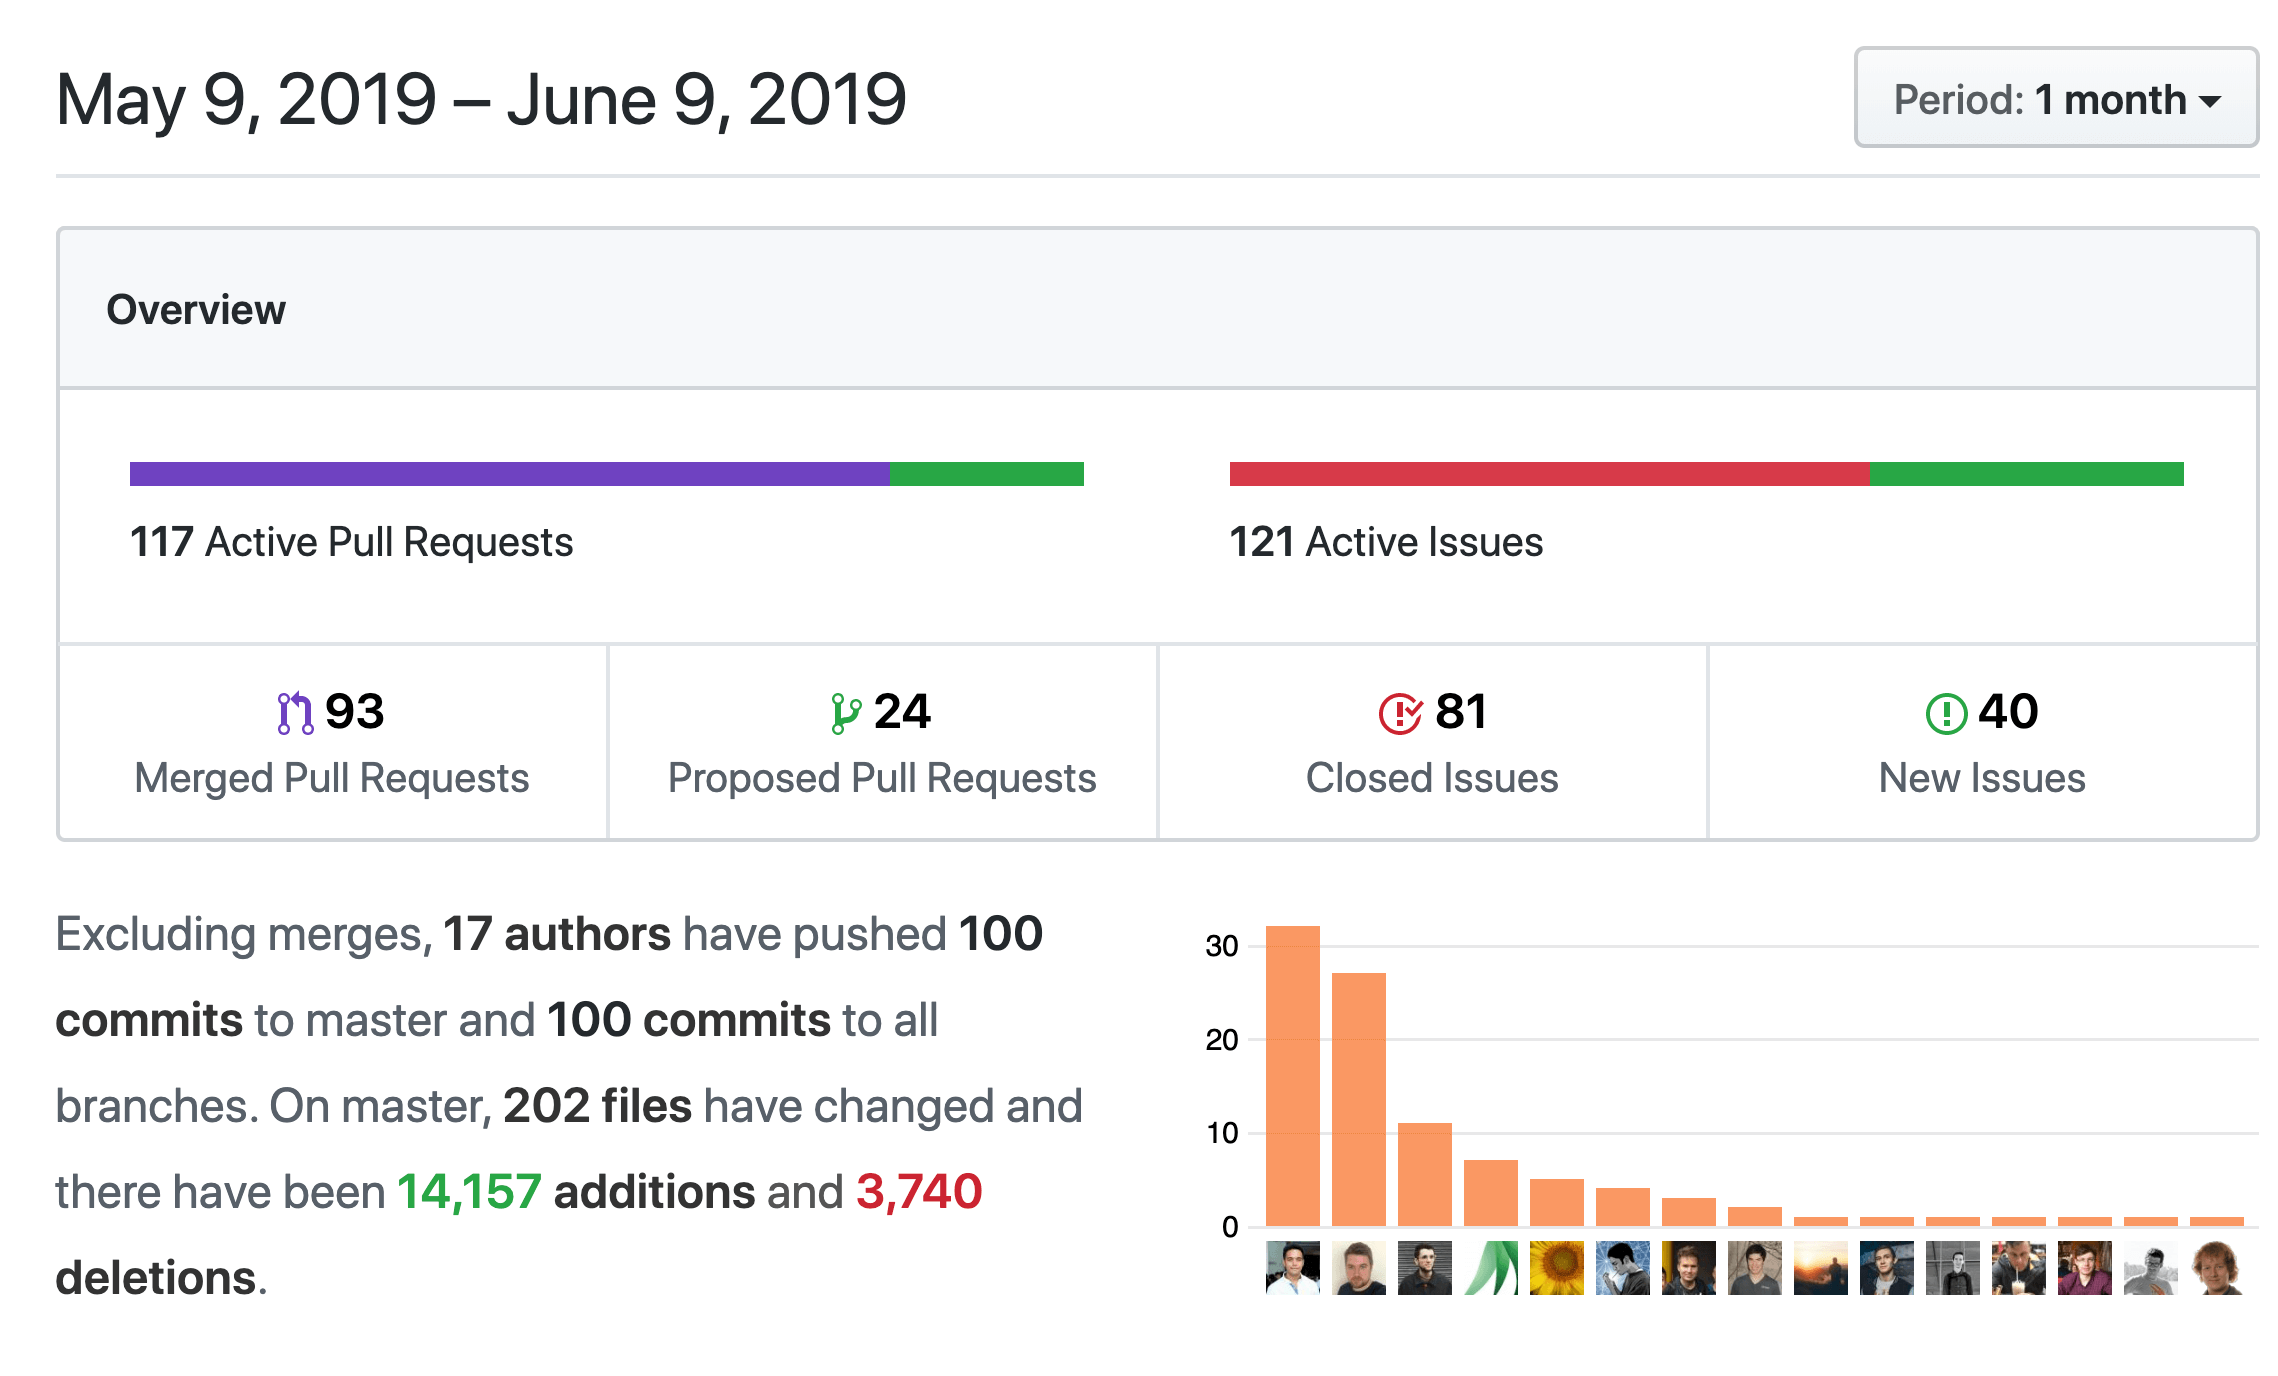 May 9, 2019 – June 9, 2019
Period: 1 month
Overview
117 Active Pull Requests
121 Active Issues
93
Merged Pull Requests
24
Proposed Pull Requests
81
Closed Issues
40
New Issues
Excluding merges, 17 authors have pushed 100
commits to master and 100 commits to all
branches. On master, 202 files have changed and
there have been 14,157 additions and 3,740
deletions.
30
20
10
0